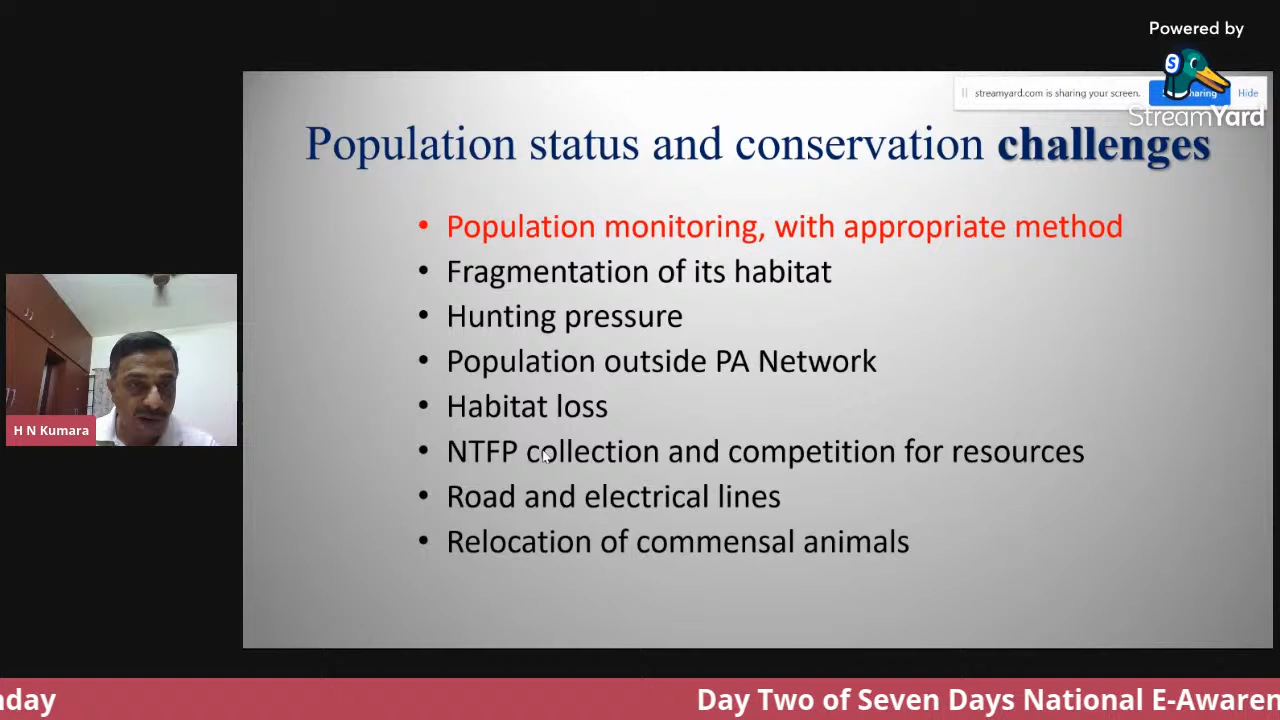 Powered by
S
streamyard.com is sharing your screen.
haring
Hide
StreamYard
Population status and conservation challenges
• Population monitoring, with appropriate method
• Fragmentation of its habitat
• Hunting pressure
• Population outside PA Network
• Habitat loss
• NTFP collection and competition for resources
• Road and electrical lines
• Relocation of commensal animals
H N Kumara
nday
Day Two of Seven Days National E-Awaren